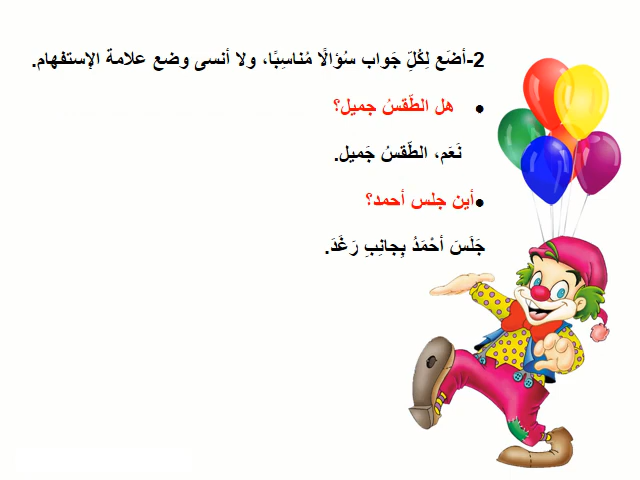 2-أضَع لِكُلِّ جَواب سُؤالًا مُناسِبًا، ولا أنسى وضع علامة الإستفهام.
• هل الطّقسُ جميل؟
نَعَم، الطّقسُ جَميل.
•أين جلس أحمد؟
جَلَسَ أحْمَدُ بِجانِبِ رَغَدَ.